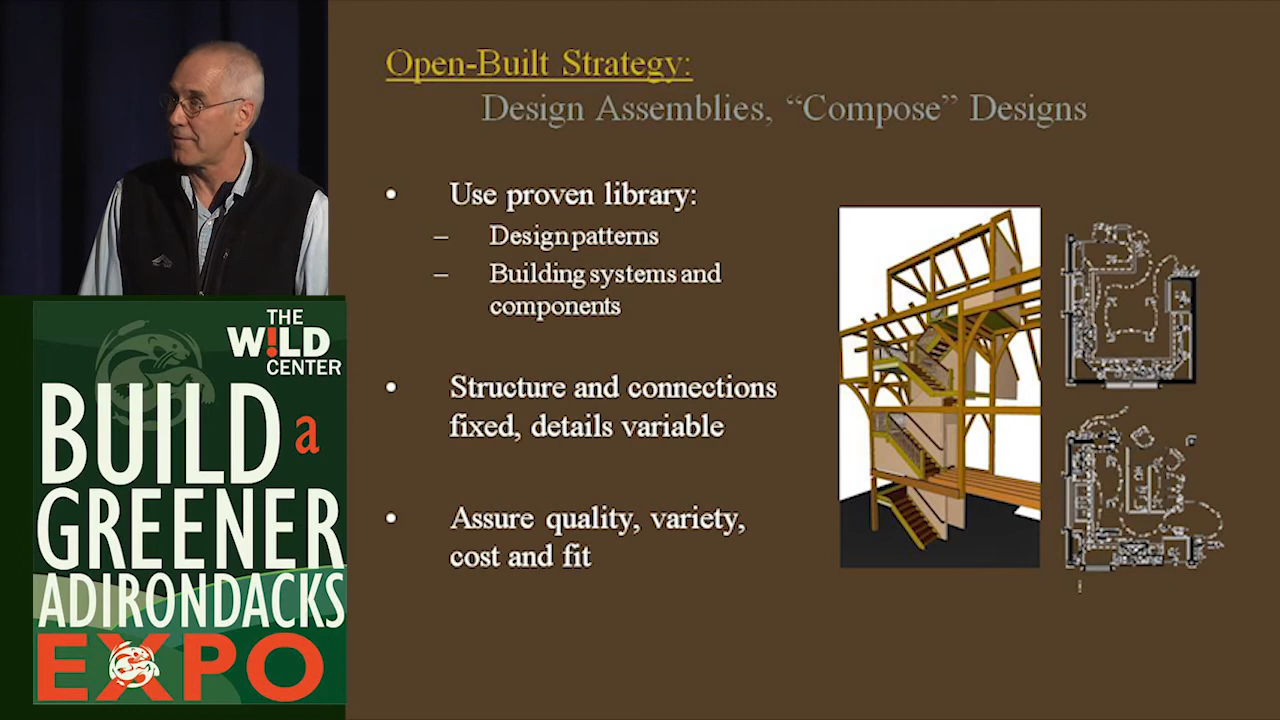 Open-Built Strategy:
Design Assemblies, “Compose” Designs
• Use proven library:
– Design patterns
– Building systems and
components
• Structure and connections
fixed, details variable
• Assure quality, variety,
cost and fit
THE
W!LD
CENTER
BUILD a
GREENER
ADIRONDACKS
EXPO